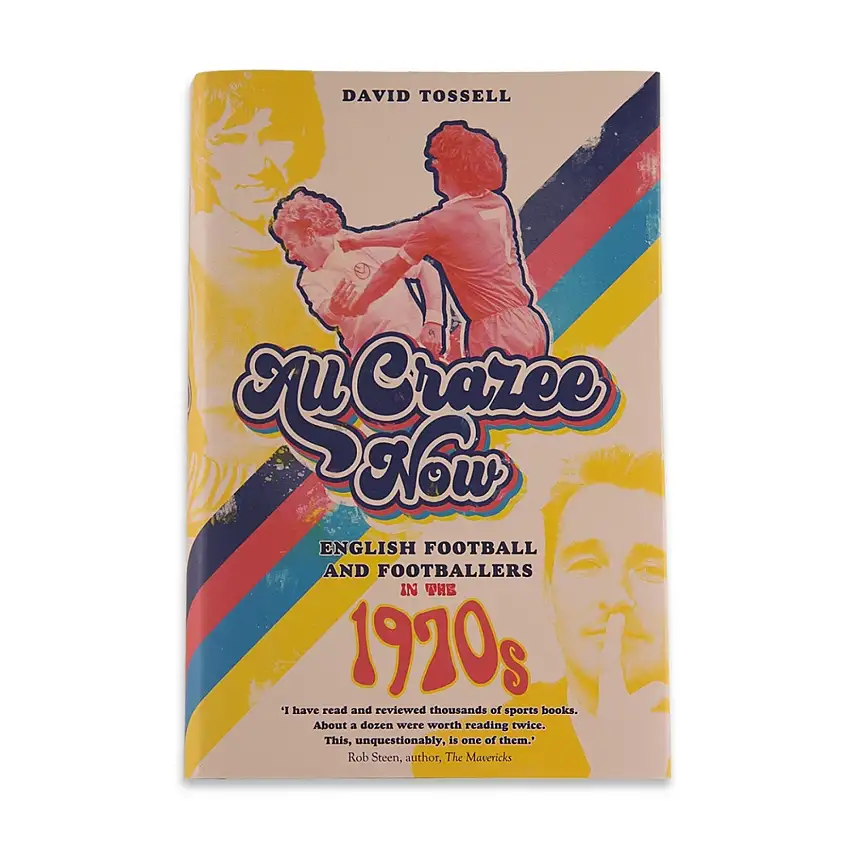 DAVID TOSSELL
7
All Crazee
Now
ENGLISH FOOTBALL
AND FOOTBALLERS
IN THE
1970s
'I have read and reviewed thousands of sports books.
About a dozen were worth reading twice.
This, unquestionably, is one of them.'
Rob Steen, author, The Mavericks